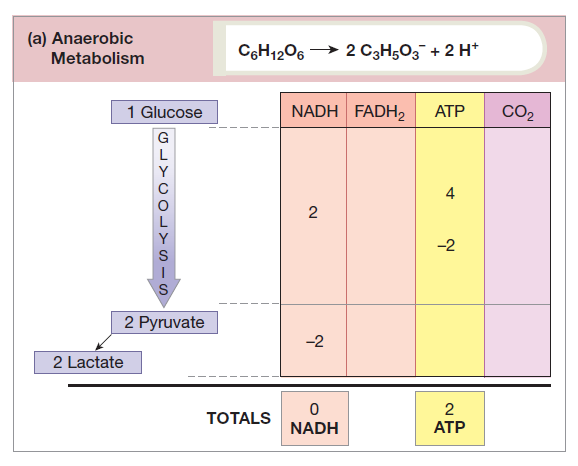 (a) Anaerobic
Metabolism
C₆H₁₂O₆ → 2 C₃H₅O₃⁻ + 2 H⁺
1 Glucose
NADH FADH₂ ATP CO₂
GLYCOLYSIS
4
2
–2
2 Pyruvate
–2
2 Lactate
TOTALS
0
NADH
2
ATP